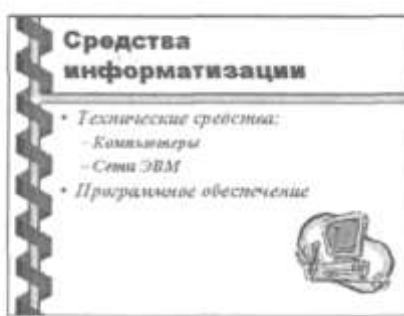 Средства
информатизации
• Технические средства:
– Компьютеры
– Сети ЭВМ
• Программное обеспечение